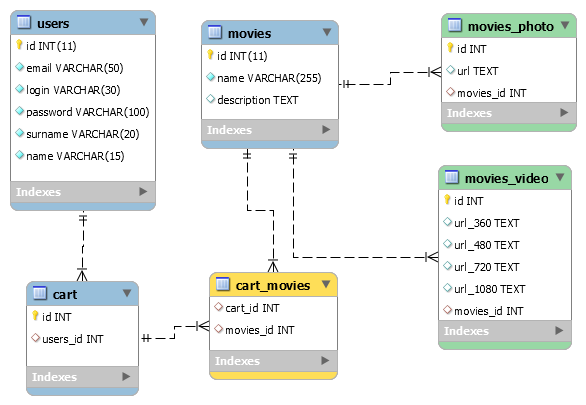 users
id INT(11)
email VARCHAR(50)
login VARCHAR(30)
password VARCHAR(100)
surname VARCHAR(20)
name VARCHAR(15)
Indexes
movies
id INT(11)
name VARCHAR(255)
description TEXT
Indexes
movies_photo
id INT
url TEXT
movies_id INT
Indexes
movies_video
id INT
url_360 TEXT
url_480 TEXT
url_720 TEXT
url_1080 TEXT
movies_id INT
Indexes
cart
id INT
users_id INT
Indexes
cart_movies
cart_id INT
movies_id INT
Indexes